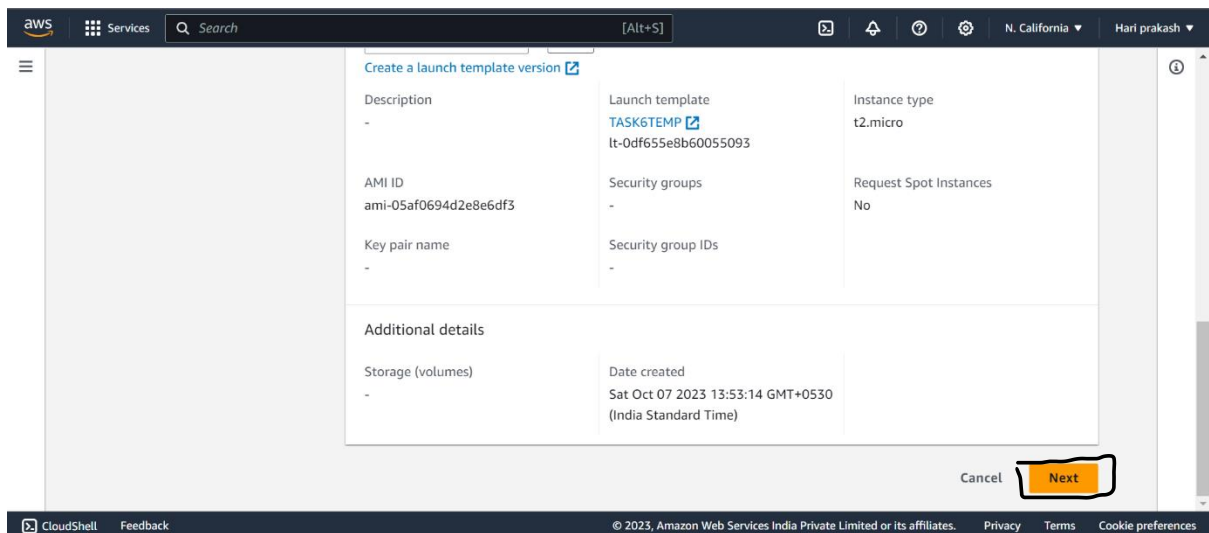 aws Services Search [Alt+S] N. California ▼ Hari prakash ▼
Create a launch template version
Description Launch template Instance type
- TASK6TEMP t2.micro
lt-0df655e8b60055093
AMI ID Security groups Request Spot Instances
ami-05af0694d2e8e6df3 - No
Key pair name Security group IDs
- -
Additional details
Storage (volumes) Date created
- Sat Oct 07 2023 13:53:14 GMT+0530
(India Standard Time)
Cancel Next
CloudShell Feedback © 2023, Amazon Web Services India Private Limited or its affiliates. Privacy Terms Cookie preferences